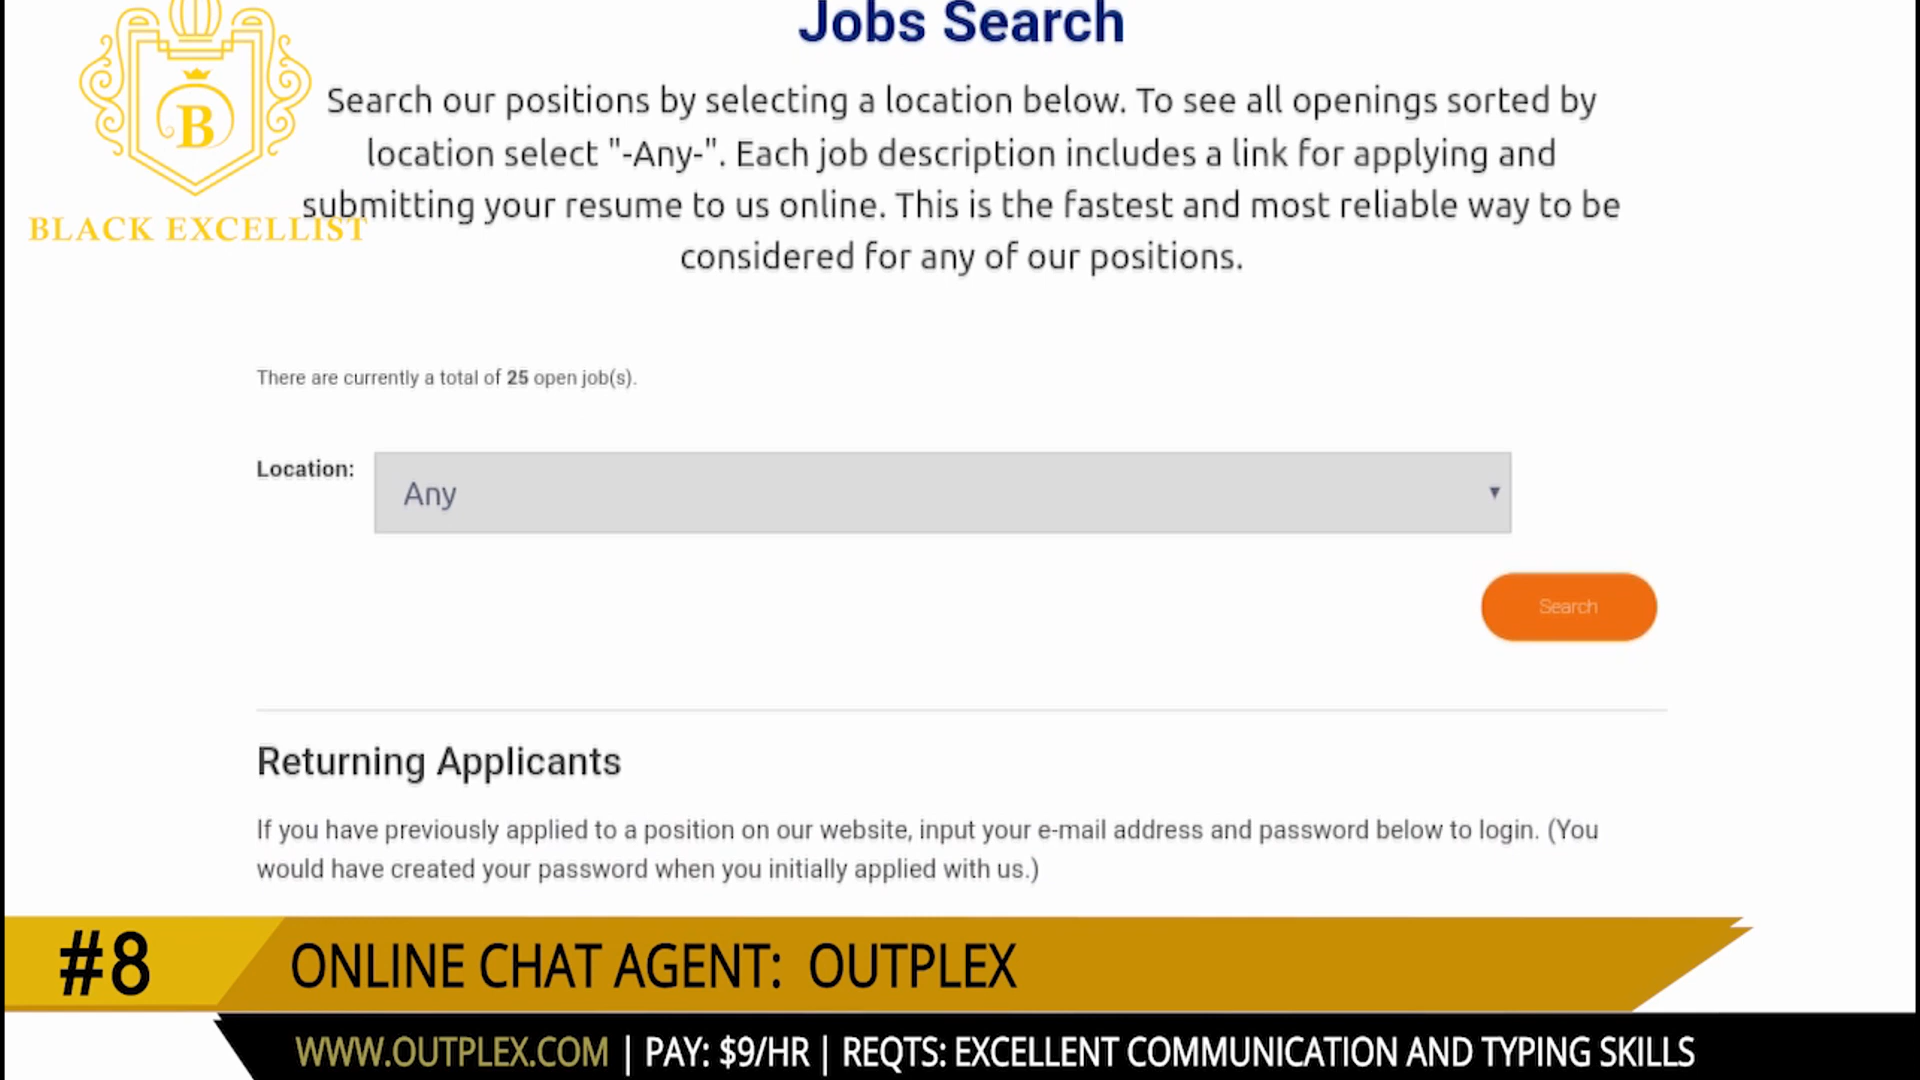 Jobs Search
B
BLACK EXCELLIST
Search our positions by selecting a location below. To see all openings sorted by
location select "-Any-". Each job description includes a link for applying and
submitting your resume to us online. This is the fastest and most reliable way to be
considered for any of our positions.
There are currently a total of 25 open job(s).
Location:
Any
Search
Returning Applicants
If you have previously applied to a position on our website, input your e-mail address and password below to login. (You
would have created your password when you initially applied with us.)
#8
ONLINE CHAT AGENT: OUTPLEX
WWW.OUTPLEX.COM | PAY: $9/HR | REQTS: EXCELLENT COMMUNICATION AND TYPING SKILLS